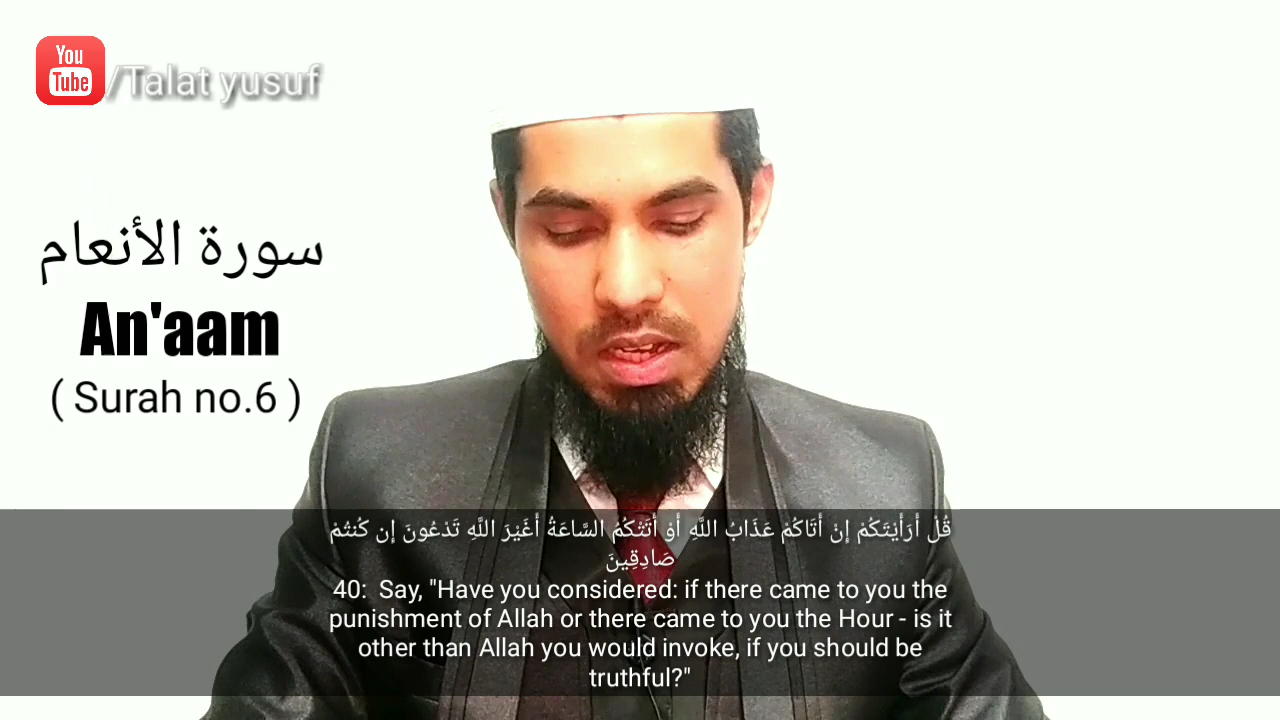 You
Tube
/Talat yusuf
سورة الأنعام
An'aam
( Surah no.6 )
قُلْ أَرَأَيْتَكُمْ إِنْ أَتَاكُمْ عَذَابُ اللَّهِ أَوْ أَتَتْكُمُ السَّاعَةُ أَغَيْرَ اللَّهِ تَدْعُونَ إِن كُنتُمْ
صَادِقِينَ
40:  Say, "Have you considered: if there came to you the
punishment of Allah or there came to you the Hour - is it
other than Allah you would invoke, if you should be
truthful?"